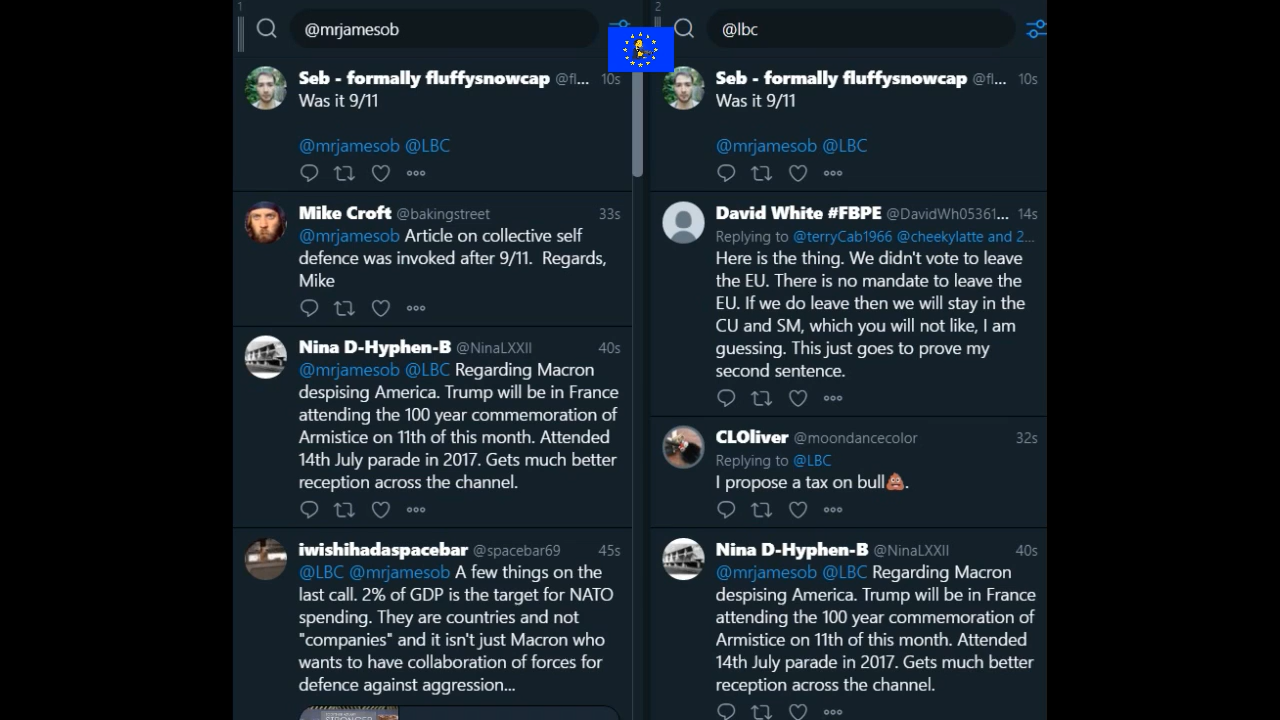 1
@mrjamesob
Seb - formally fluffysnowcap @fl... 10s
Was it 9/11
@mrjamesob @LBC
Mike Croft @bakingstreet 33s
@mrjamesob Article on collective self
defence was invoked after 9/11. Regards,
Mike
Nina D-Hyphen-B @NinaLXXII 40s
@mrjamesob @LBC Regarding Macron
despising America. Trump will be in France
attending the 100 year commemoration of
Armistice on 11th of this month. Attended
14th July parade in 2017. Gets much better
reception across the channel.
iwishihadaspacebar @spacebar69 45s
@LBC @mrjamesob A few things on the
last call. 2% of GDP is the target for NATO
spending. They are countries and not
"companies" and it isn't just Macron who
wants to have collaboration of forces for
defence against aggression...
2
@lbc
Seb - formally fluffysnowcap @fl... 10s
Was it 9/11
@mrjamesob @LBC
David White #FBPE @DavidWh05361... 14s
Replying to @terryCab1966 @cheekylatte and 2...
Here is the thing. We didn't vote to leave
the EU. There is no mandate to leave the
EU. If we do leave then we will stay in the
CU and SM, which you will not like, I am
guessing. This just goes to prove my
second sentence.
CLOliver @moondancecolor 32s
Replying to @LBC
I propose a tax on bull💩.
Nina D-Hyphen-B @NinaLXXII 40s
@mrjamesob @LBC Regarding Macron
despising America. Trump will be in France
attending the 100 year commemoration of
Armistice on 11th of this month. Attended
14th July parade in 2017. Gets much better
reception across the channel.